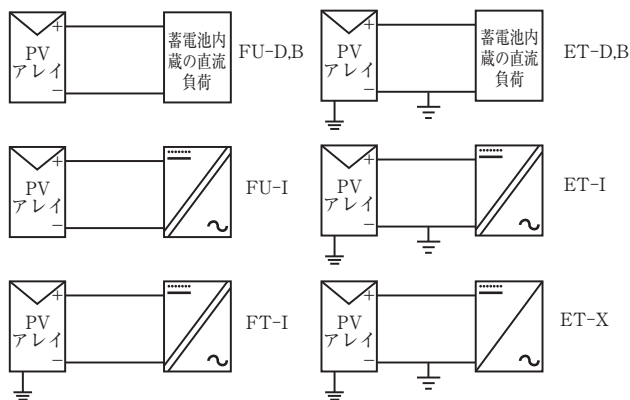 +
PV
アレイ
−
蓄電池内
蔵の直流
負荷
FU-D,B
+
PV
アレイ
−
蓄電池内
蔵の直流
負荷
ET-D,B
+
PV
アレイ
−
FU-I
+
PV
アレイ
−
ET-I
+
PV
アレイ
−
FT-I
+
PV
アレイ
−
ET-X